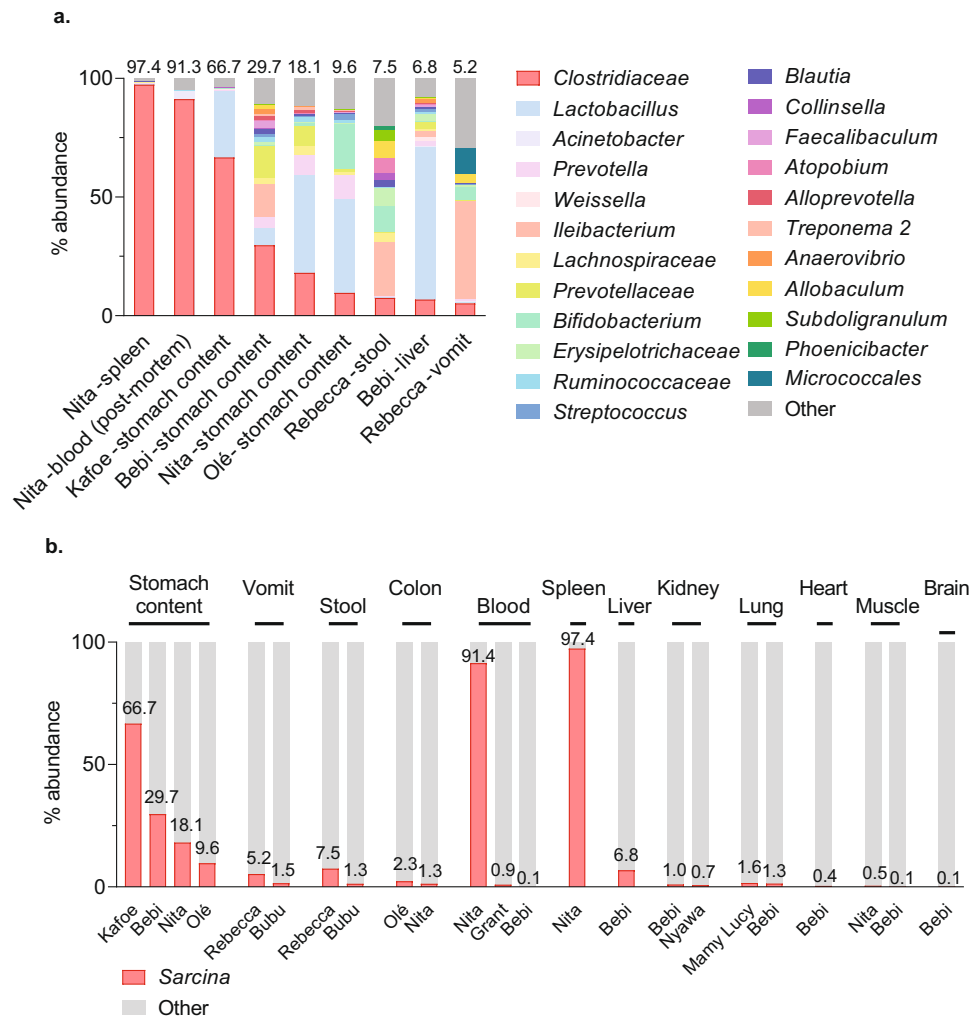 a.
97.4 91.3 66.7 29.7 18.1 9.6 7.5 6.8 5.2
100
50
0
% abundance
Nita-spleen
Nita-blood (post-mortem)
Kafoe-stomach content
Bebi-stomach content
Nita-stomach content
Olé-stomach content
Rebecca-stool
Bebi-liver
Rebecca-vomit
Clostridiaceae
Lactobacillus
Acinetobacter
Prevotella
Weissella
Ileibacterium
Lachnospiraceae
Prevotellaceae
Bifidobacterium
Erysipelotrichaceae
Ruminococcaceae
Streptococcus
Blautia
Collinsella
Faecalibaculum
Atopobium
Alloprevotella
Treponema 2
Anaerovibrio
Allobaculum
Subdoligranulum
Phoenicibacter
Micrococcales
Other
b.
Stomach
content
Vomit
Stool
Colon
Blood
Spleen
Liver
Kidney
Lung
Heart
Muscle
Brain
100
50
0
% abundance
66.7 29.7 18.1 9.6 5.2 1.5 7.5 1.3 2.3 1.3 91.4 0.9 0.1 97.4 6.8 1.0 0.7 1.6 1.3 0.4 0.5 0.1 0.1
Kafoe
Bebi
Nita
Olé
Rebecca
Bubu
Rebecca
Bubu
Olé
Nita
Nita
Grant
Bebi
Nita
Bebi
Bebi
Nyawa
Mamy Lucy
Bebi
Bebi
Nita
Bebi
Bebi
Sarcina
Other